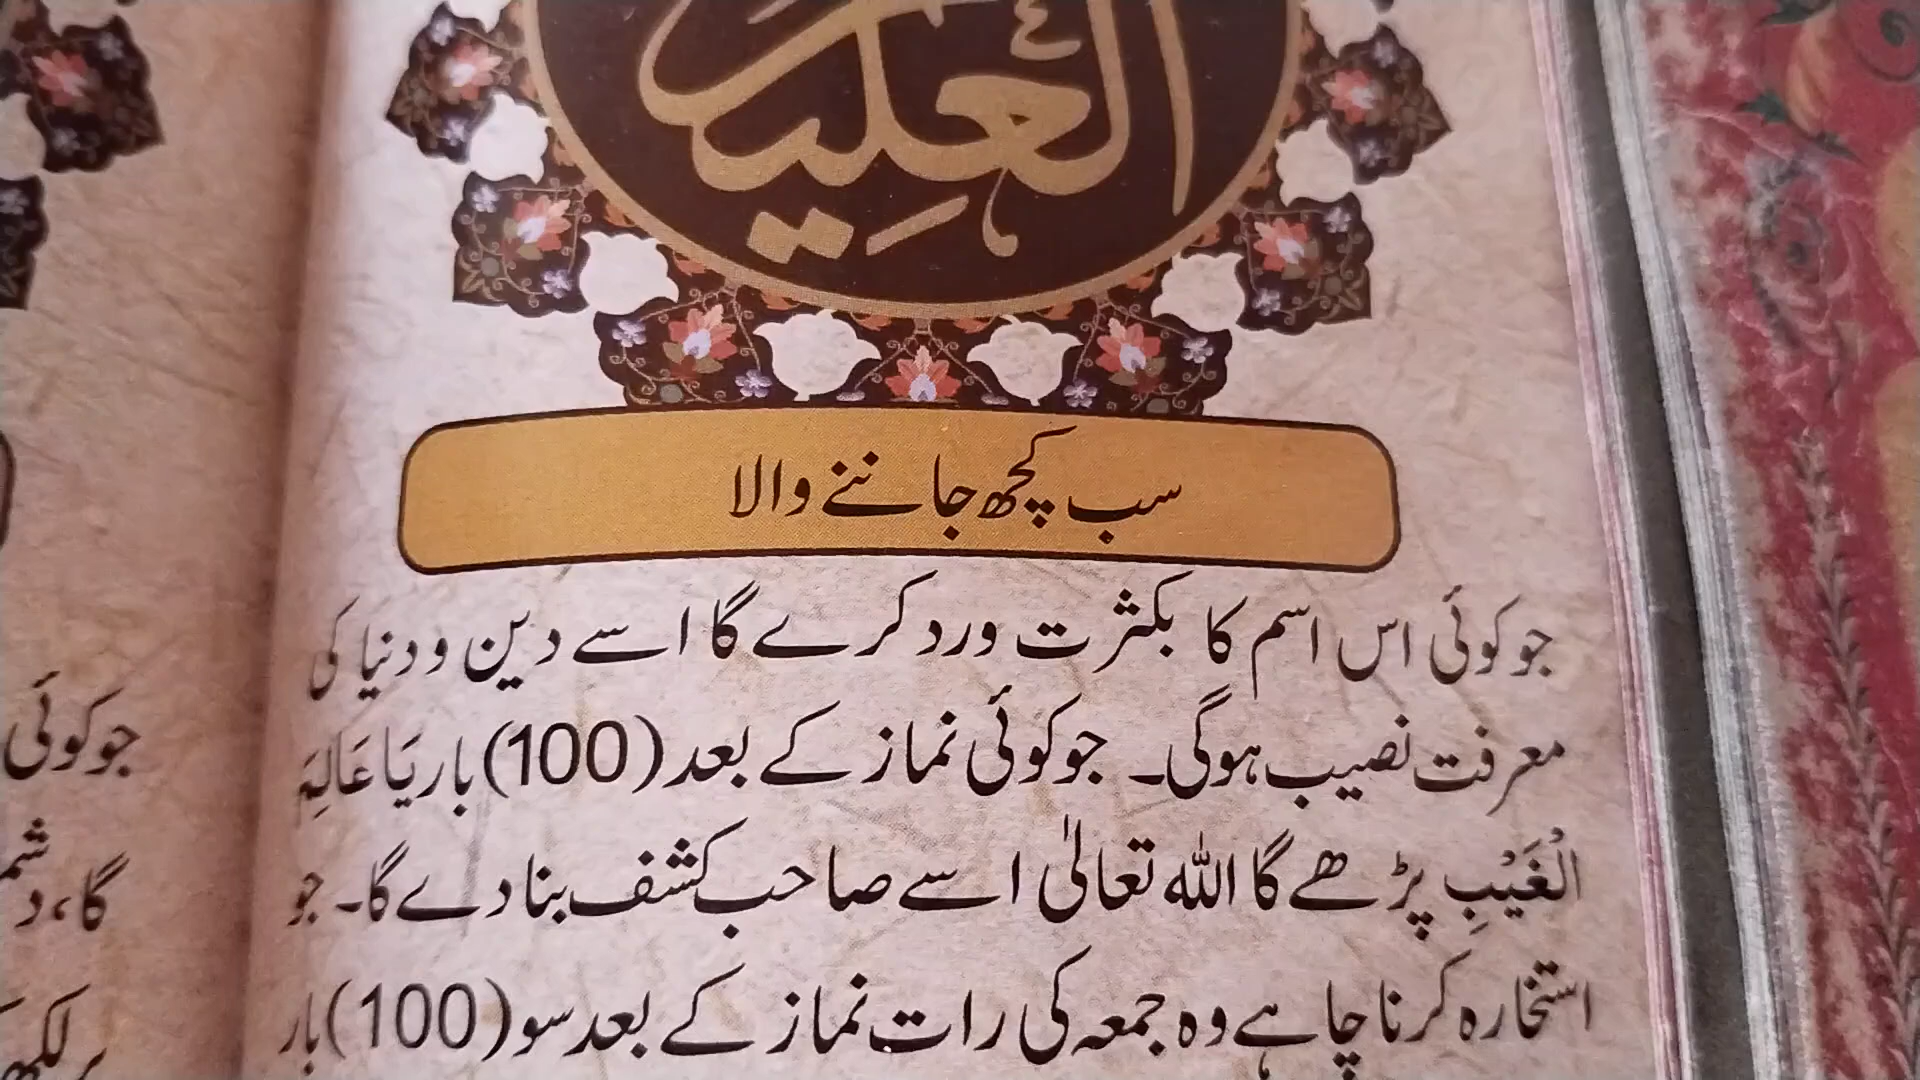 العليم
سب کچھ جاننے والا
جو کوئی اس اسم کا بکثرت ورد کرے گا اسے دین و دنیا کی
معرفت نصیب ہوگی۔ جو کوئی نماز کے بعد (100) بار یَا عَالِمَ
الْغَيْبِ پڑھے گا اللہ تعالیٰ اسے صاحب کشف بنا دے گا۔ جو
استخارہ کرنا چاہے وہ جمعہ کی رات نماز کے بعد سو (100) بار
جو کوئی
گا، د